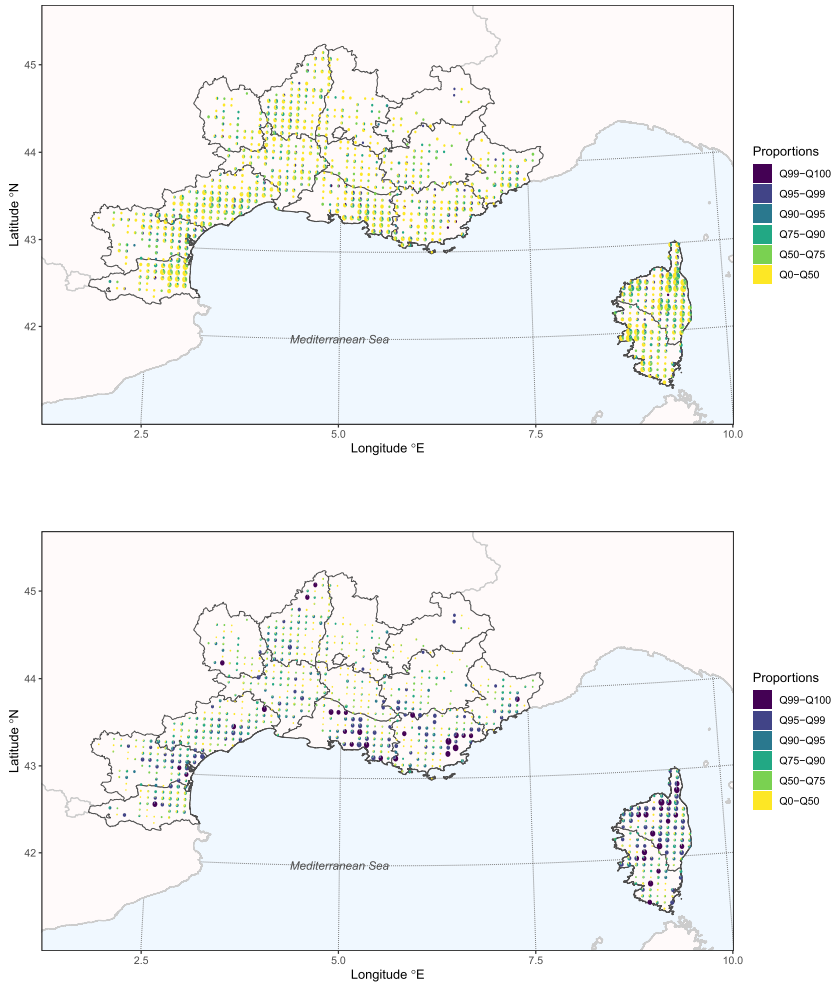 45
44
43
42
Latitude °N
Mediterranean Sea
2.5
5.0
7.5
10.0
Longitude °E
Proportions
Q99−Q100
Q95−Q99
Q90−Q95
Q75−Q90
Q50−Q75
Q0−Q50
45
44
43
42
Latitude °N
Mediterranean Sea
2.5
5.0
7.5
10.0
Longitude °E
Proportions
Q99−Q100
Q95−Q99
Q90−Q95
Q75−Q90
Q50−Q75
Q0−Q50